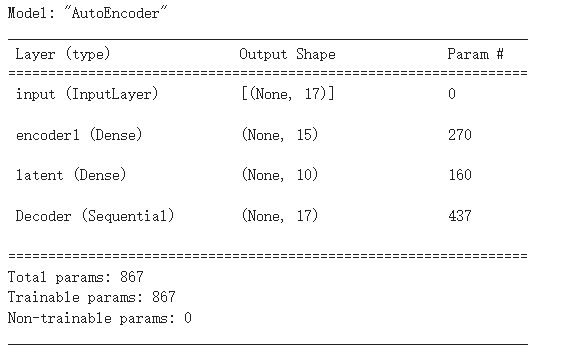 Model: "AutoEncoder"
Layer (type) Output Shape Param #
input (InputLayer) [(None, 17)] 0
encoder1 (Dense) (None, 15) 270
latent (Dense) (None, 10) 160
Decoder (Sequential) (None, 17) 437
Total params: 867
Trainable params: 867
Non-trainable params: 0